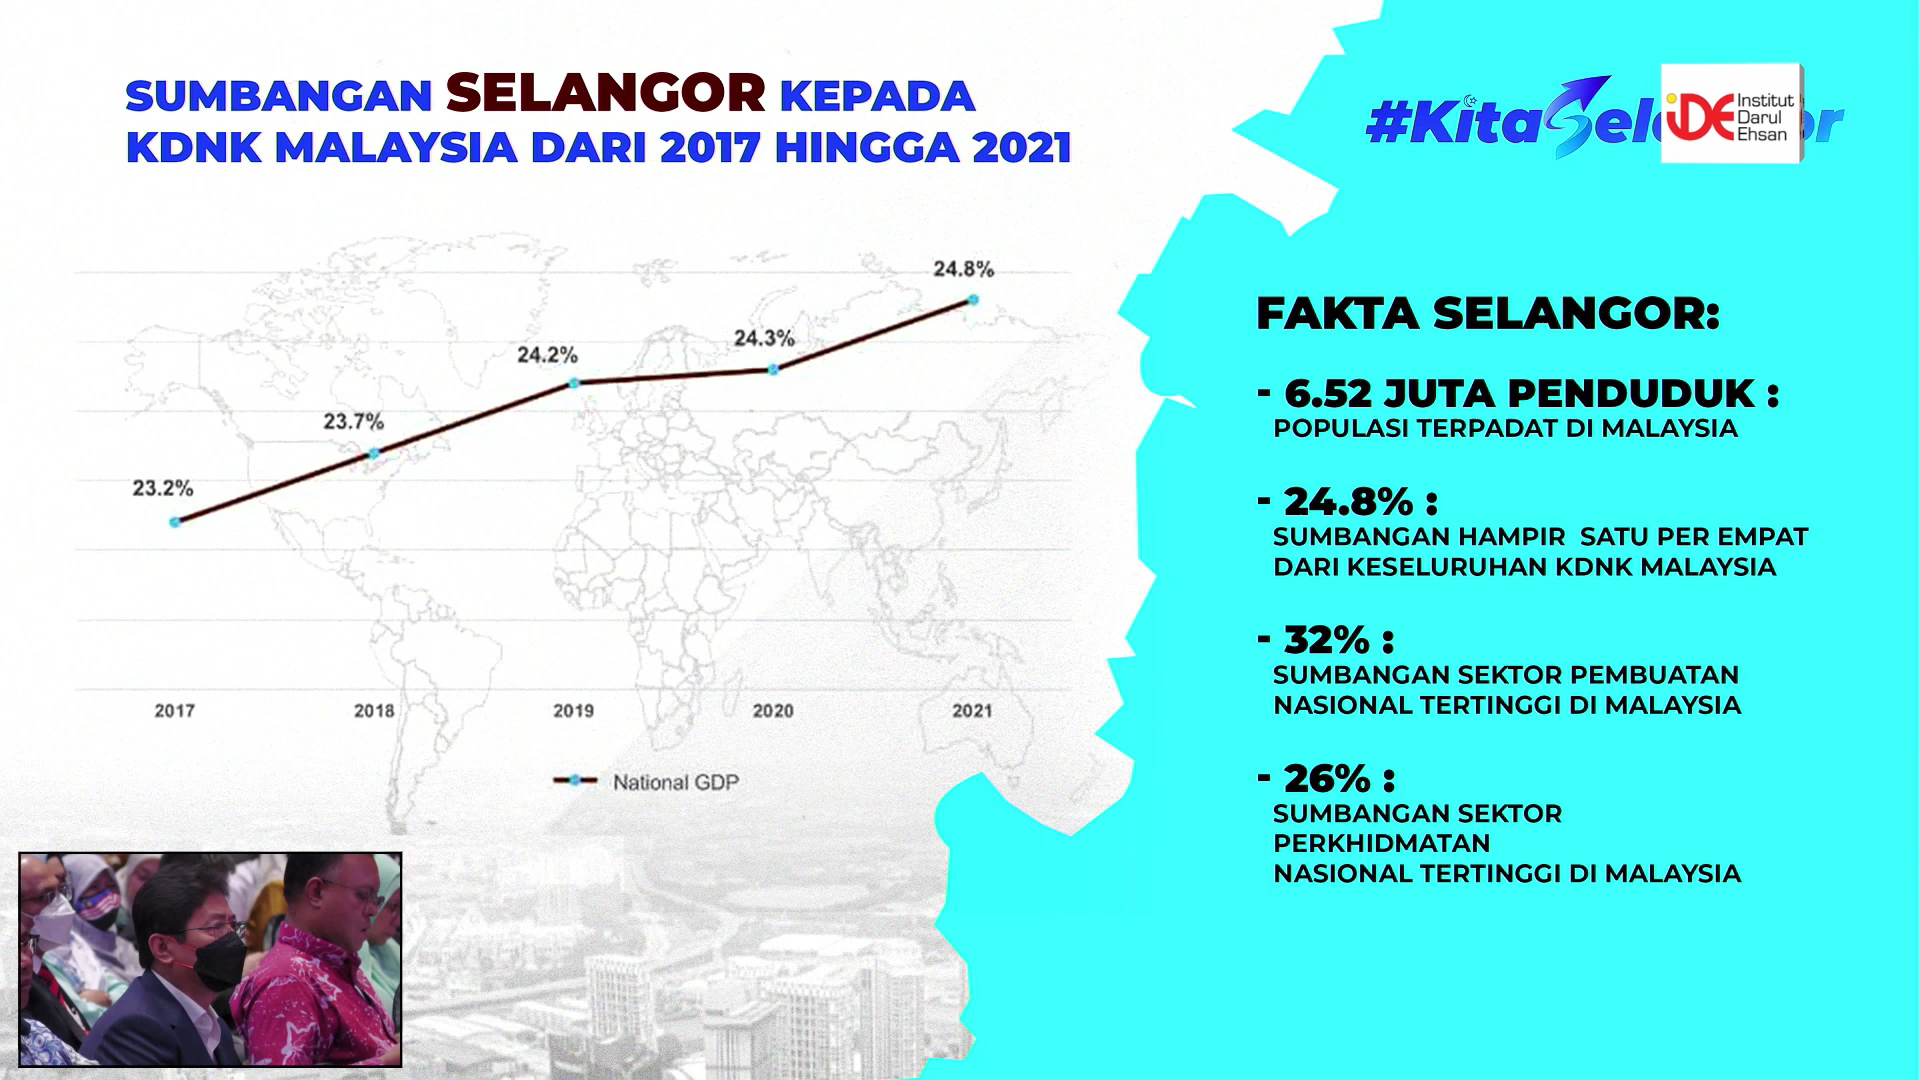 SUMBANGAN SELANGOR KEPADA
KDNK MALAYSIA DARI 2017 HINGGA 2021
#KitaSel
or
iDE
Institut
Darul
Ehsan
23.2%
23.7%
24.2%
24.3%
24.8%
2017 2018 2019 2020 2021
National GDP
FAKTA SELANGOR:
- 6.52 JUTA PENDUDUK :
POPULASI TERPADAT DI MALAYSIA
- 24.8% :
SUMBANGAN HAMPIR SATU PER EMPAT
DARI KESELURUHAN KDNK MALAYSIA
- 32% :
SUMBANGAN SEKTOR PEMBUATAN
NASIONAL TERTINGGI DI MALAYSIA
- 26% :
SUMBANGAN SEKTOR
PERKHIDMATAN
NASIONAL TERTINGGI DI MALAYSIA